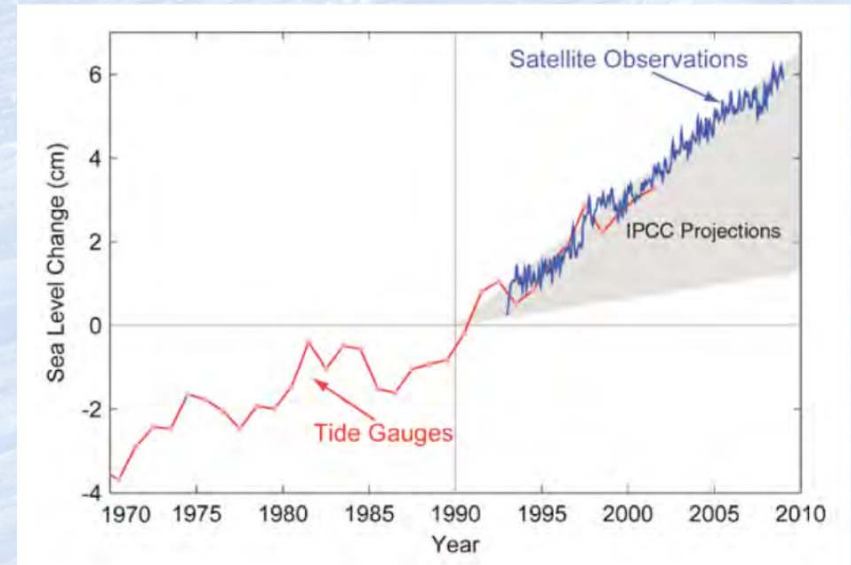 Satellite Observations
6
4
2
0
-2
-4
Sea Level Change (cm)
IPCC Projections
Tide Gauges
1970 1975 1980 1985 1990 1995 2000 2005 2010
Year